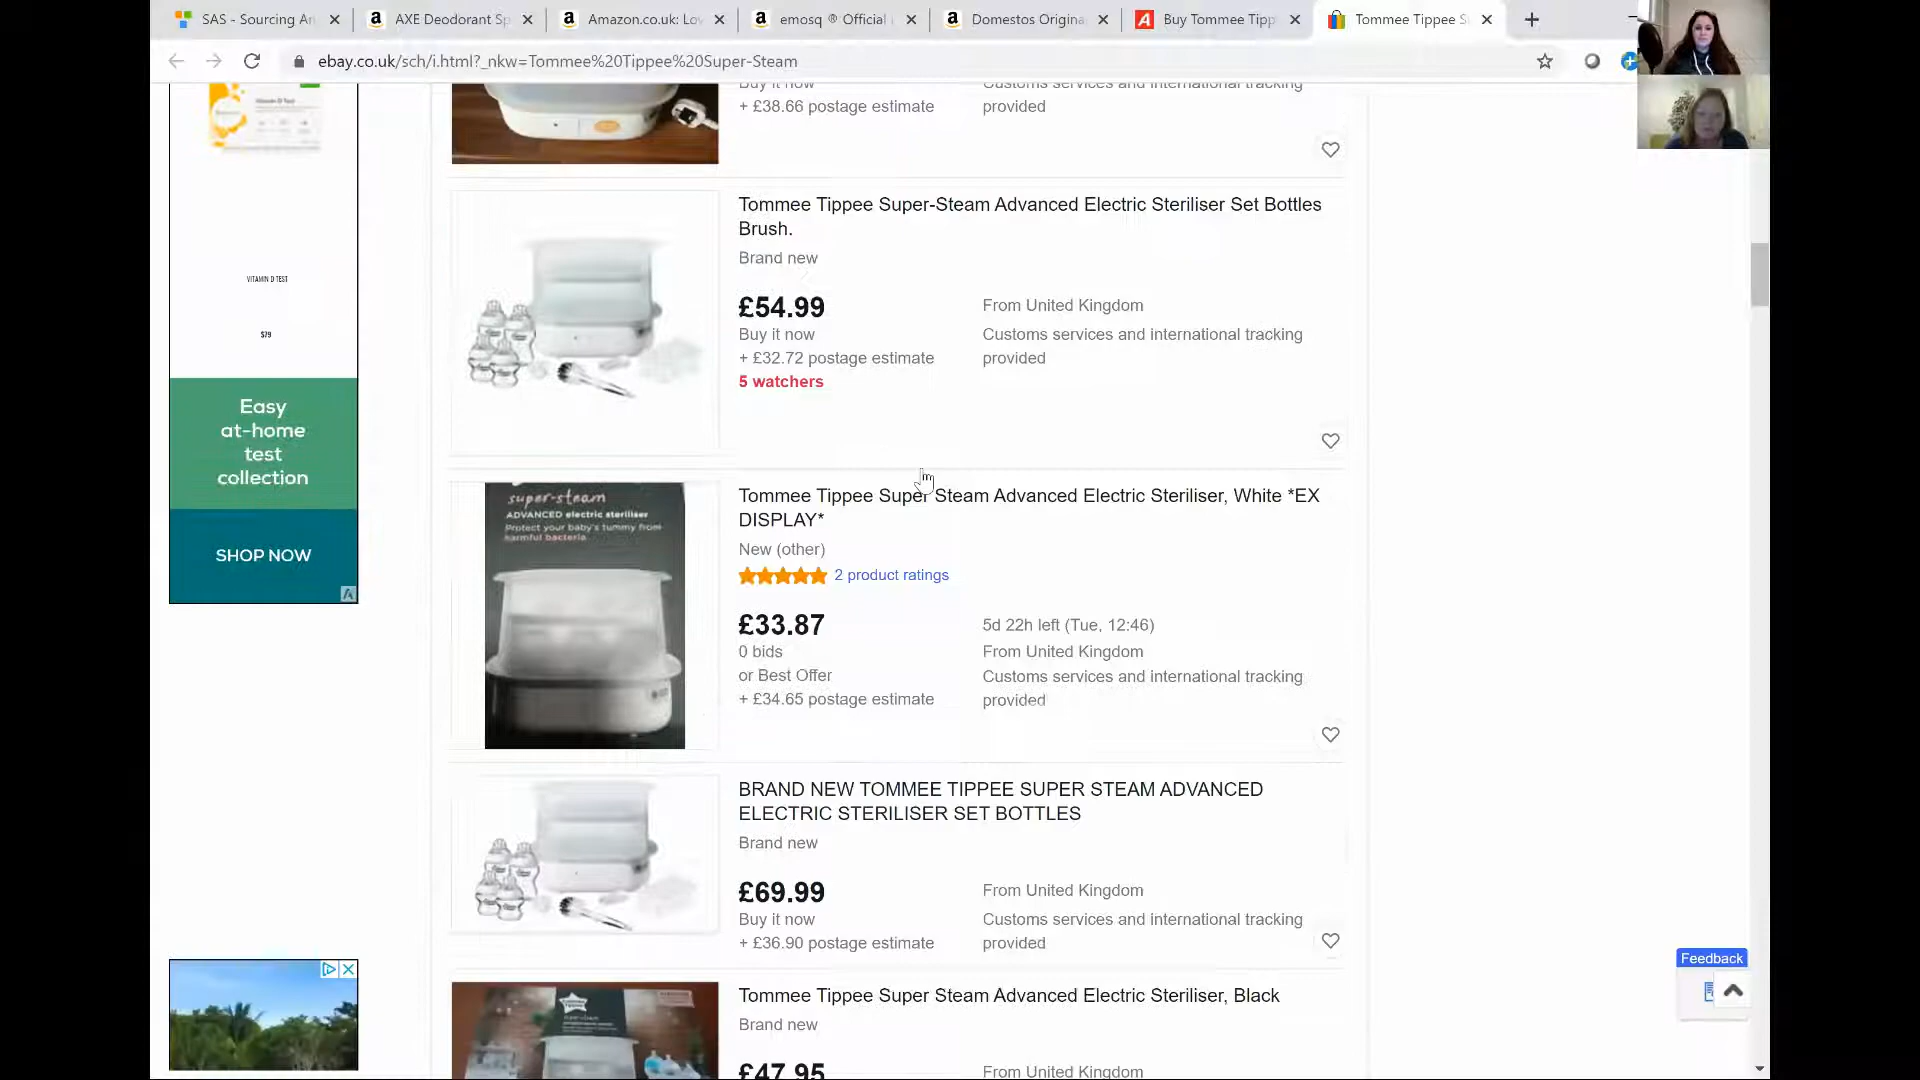 SAS - Sourcing An
AXE Deodorant Sp
Amazon.co.uk: Lo
emosq ® Official
Domestos Origina
Buy Tommee Tipp
Tommee Tippee S
ebay.co.uk/sch/i.html?_nkw=Tommee%20Tippee%20Super-Steam
Vitamin D Test
VITAMIN D TEST
$79
Easy
at-home
test
collection
SHOP NOW
Buy it now
+ £38.66 postage estimate
Customs services and international tracking
provided
Tommee Tippee Super-Steam Advanced Electric Steriliser Set Bottles
Brush.
Brand new
£54.99
Buy it now
+ £32.72 postage estimate
5 watchers
From United Kingdom
Customs services and international tracking
provided
super-steam
ADVANCED electric steriliser
Protect your baby's tummy from
harmful bacteria
Tommee Tippee Super Steam Advanced Electric Steriliser, White *EX
DISPLAY*
New (other)
2 product ratings
£33.87
0 bids
or Best Offer
+ £34.65 postage estimate
5d 22h left (Tue, 12:46)
From United Kingdom
Customs services and international tracking
provided
BRAND NEW TOMMEE TIPPEE SUPER STEAM ADVANCED
ELECTRIC STERILISER SET BOTTLES
Brand new
£69.99
Buy it now
+ £36.90 postage estimate
From United Kingdom
Customs services and international tracking
provided
Tommee Tippee Super Steam Advanced Electric Steriliser, Black
Brand new
£47.95
From United Kingdom
Feedback